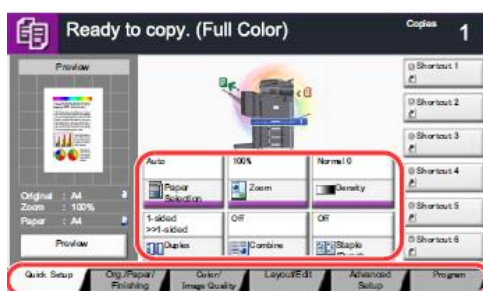 Ready to copy. (Full Color)
Copies 1
Preview
Original : A4
Zoom : 100%
Paper : A4
Preview
Auto
Paper
Selection
100%
Zoom
Normal 0
Density
1-sided
>>1-sided
Duplex
Off
Combine
Off
Staple
Shortcut 1
Shortcut 2
Shortcut 3
Shortcut 4
Shortcut 5
Shortcut 6
Quick Setup
Org./Paper/
Finishing
Color/
Image Quality
Layout/Edit
Advanced
Setup
Program